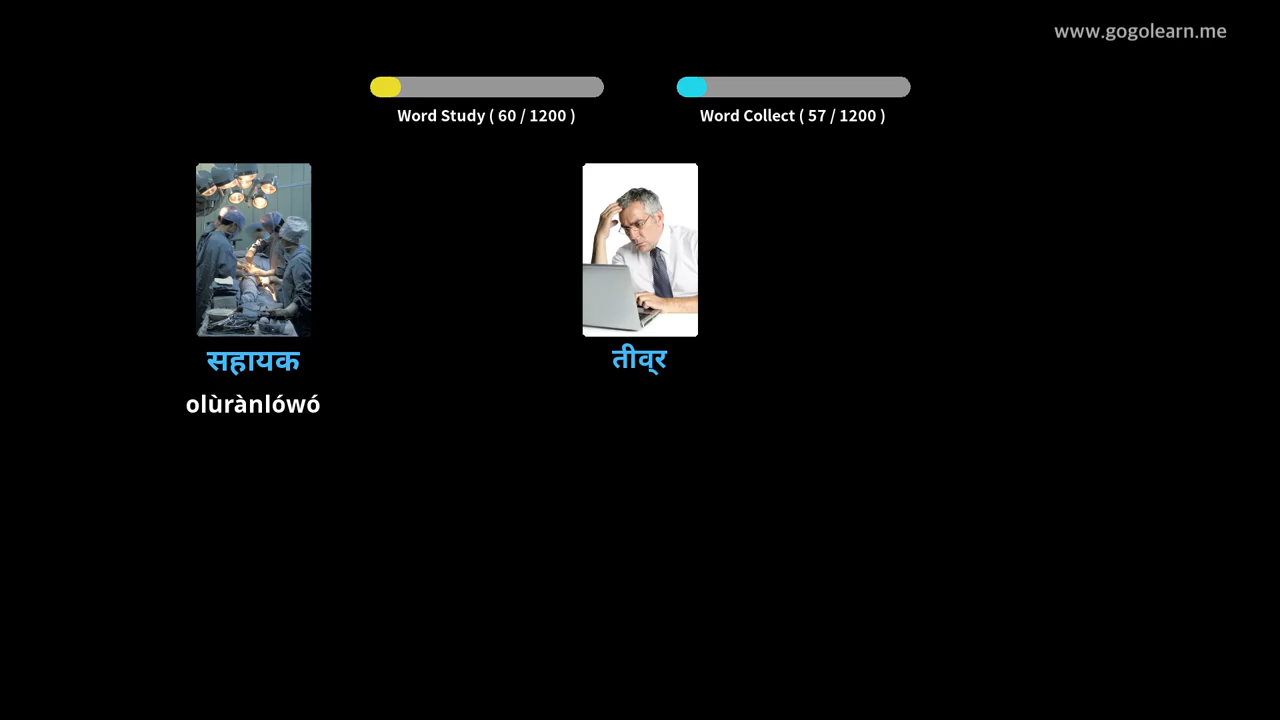 www.gogolearn.me
Word Study ( 60 / 1200 )
Word Collect ( 57 / 1200 )
सहायक
तीव्र
olùrànlówó